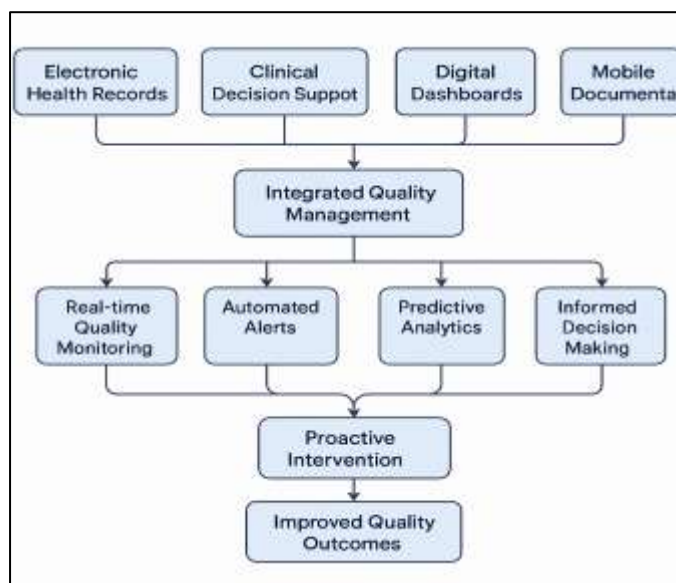 Electronic
Health Records
Clinical
Decision Suppot
Digital
Dashboards
Mobile
Documenta
Integrated Quality
Management
Real-time
Quality
Monitoring
Automated
Alerts
Predictive
Analytics
Informed
Decision
Making
Proactive
Intervention
Improved Quality
Outcomes